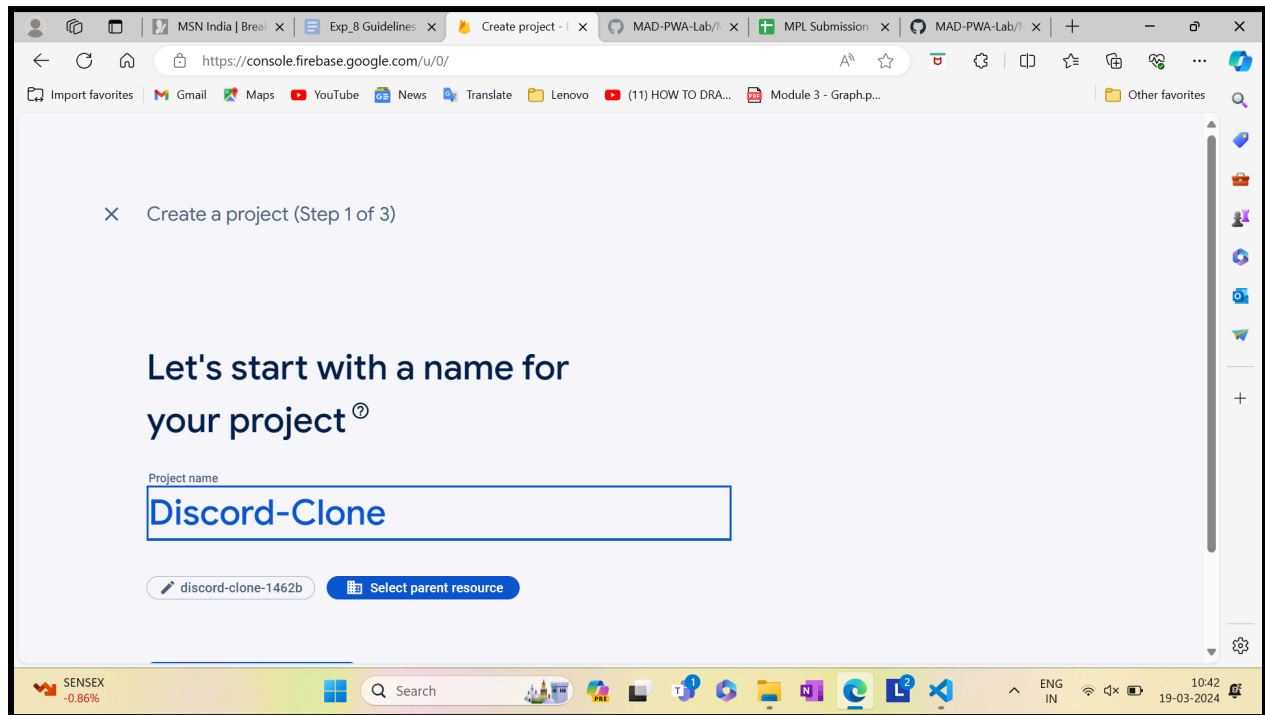 MSN India | Brea
Exp_8 Guidelines
Create project - F
MAD-PWA-Lab/
MPL Submission
MAD-PWA-Lab/
https://console.firebase.google.com/u/0/
Import favorites
Gmail
Maps
YouTube
News
Translate
Lenovo
(11) HOW TO DRA...
Module 3 - Graph.p...
Other favorites
Create a project (Step 1 of 3)
Let's start with a name for
your project
Project name
Discord-Clone
discord-clone-1462b
Select parent resource
SENSEX
-0.86%
Search
PRE
1
2
ENG
IN
10:42
19-03-2024